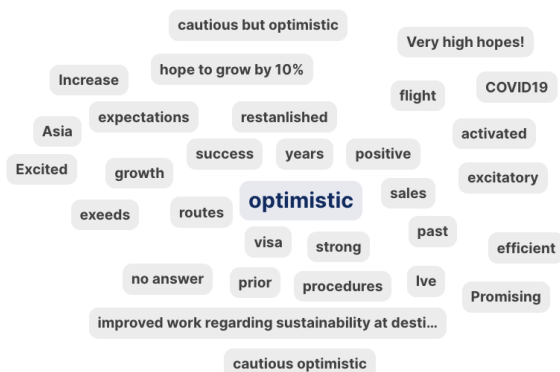 cautious but optimistic
Very high hopes!
hope to grow by 10%
Increase
COVID19
flight
expectations
restanlished
Asia
activated
success
years
positive
Excited
growth
excitatory
optimistic
sales
exeeds
routes
past
visa
strong
efficient
no answer
prior
procedures
Ive
Promising
improved work regarding sustainability at desti...
cautious optimistic